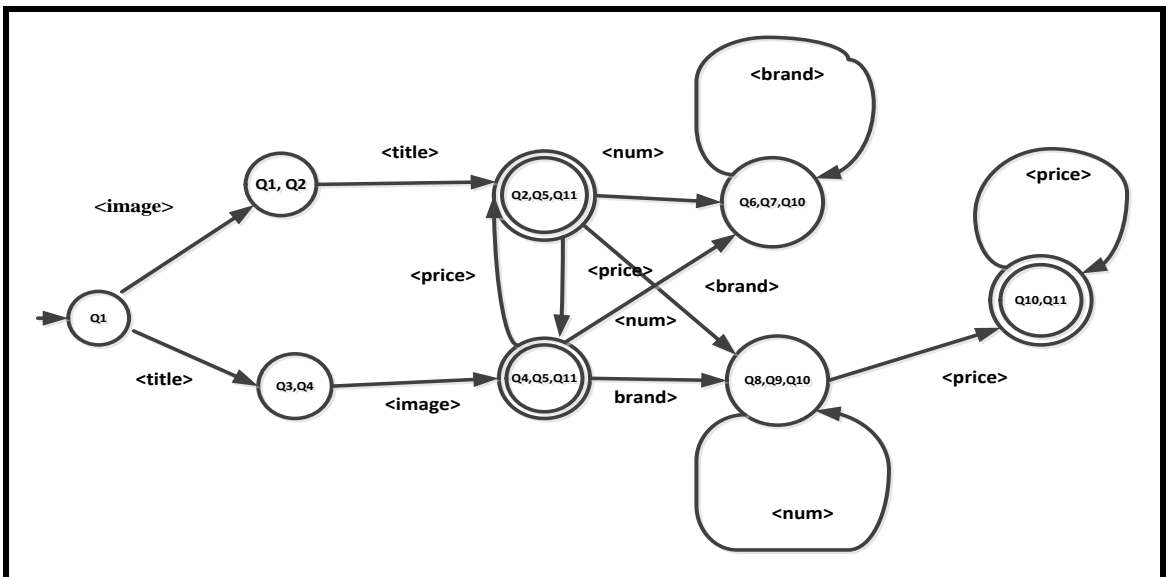 <brand>
<title>
<num>
<price>
Q1, Q2
Q2,Q5,Q11
Q6,Q7,Q10
<image>
<price>
<price>
<brand>
Q10,Q11
Q1
<num>
<title>
Q3,Q4
Q4,Q5,Q11
Q8,Q9,Q10
<image>
brand>
<price>
<num>